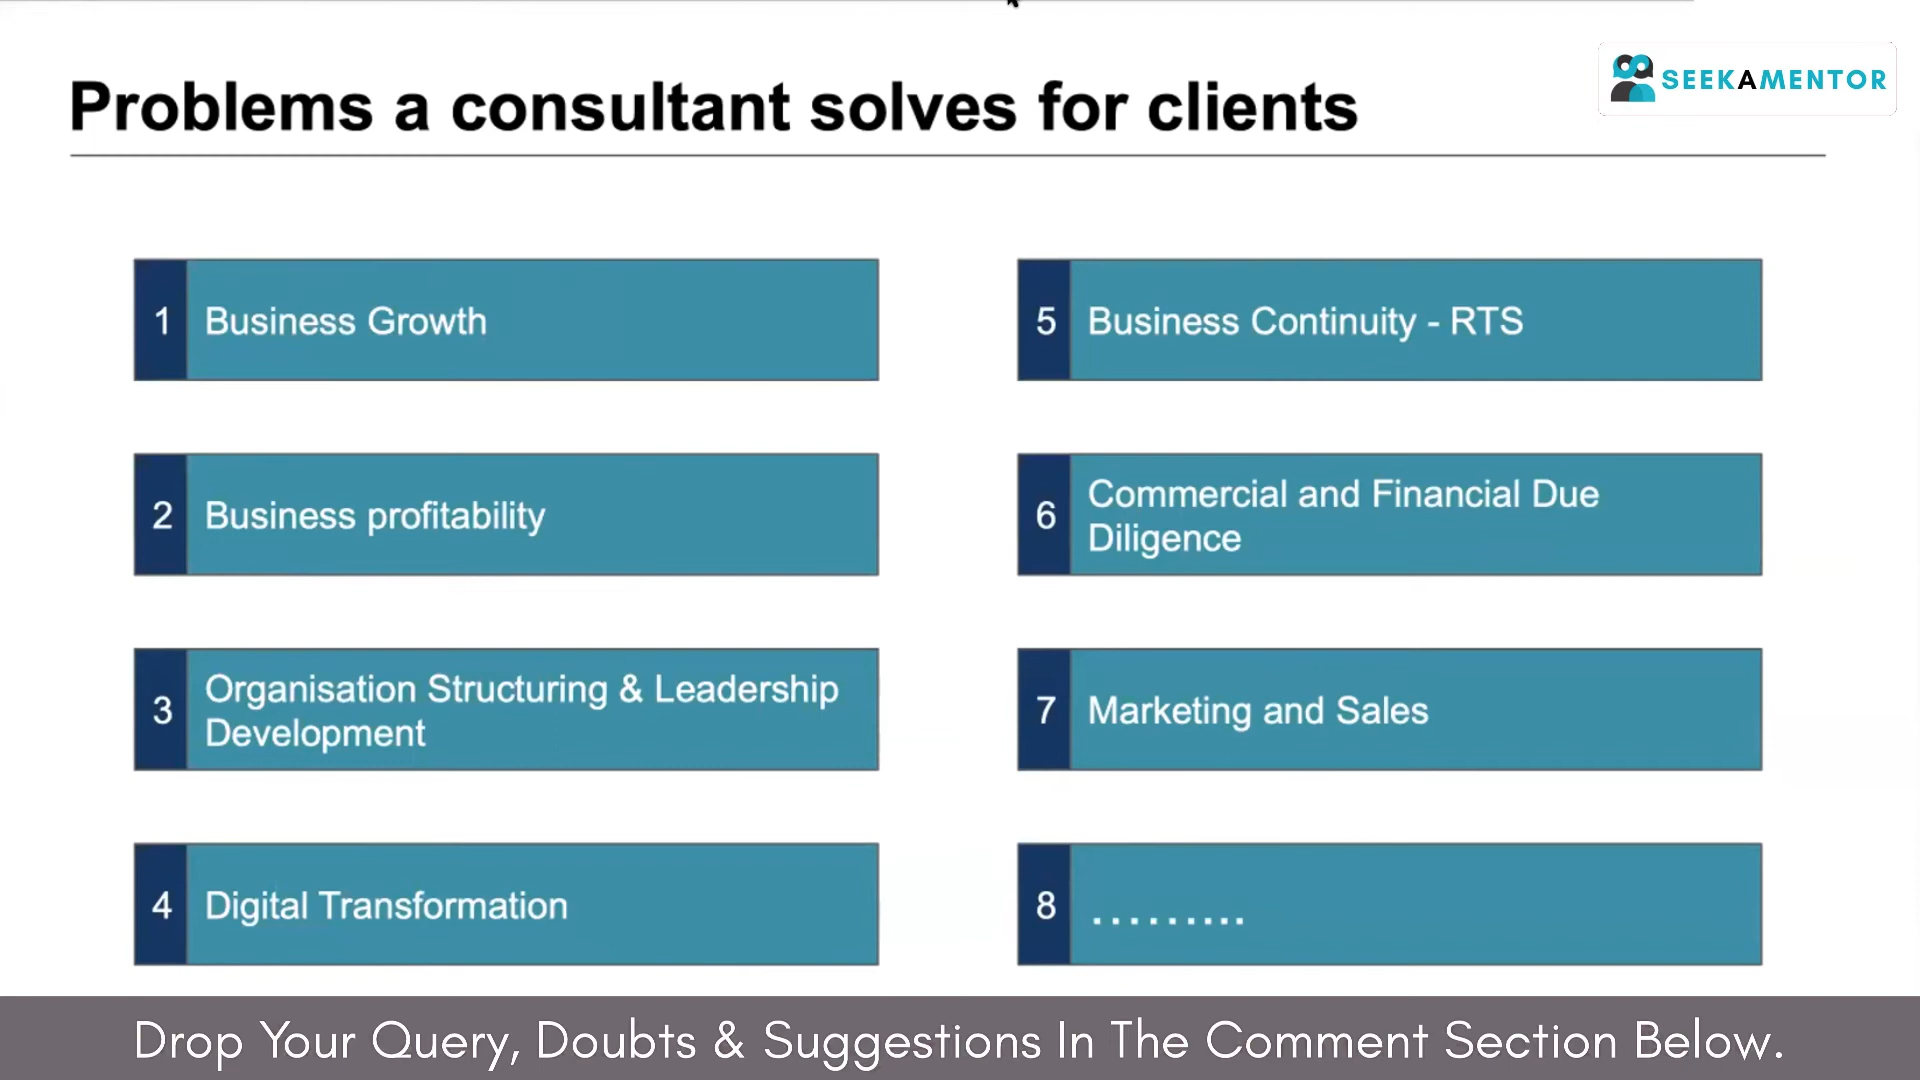 Problems a consultant solves for clients
SEEKAMENTOR
1 Business Growth
2 Business profitability
3 Organisation Structuring & Leadership
Development
4 Digital Transformation
5 Business Continuity - RTS
6 Commercial and Financial Due
Diligence
7 Marketing and Sales
8 .........
Drop Your Query, Doubts & Suggestions In The Comment Section Below.